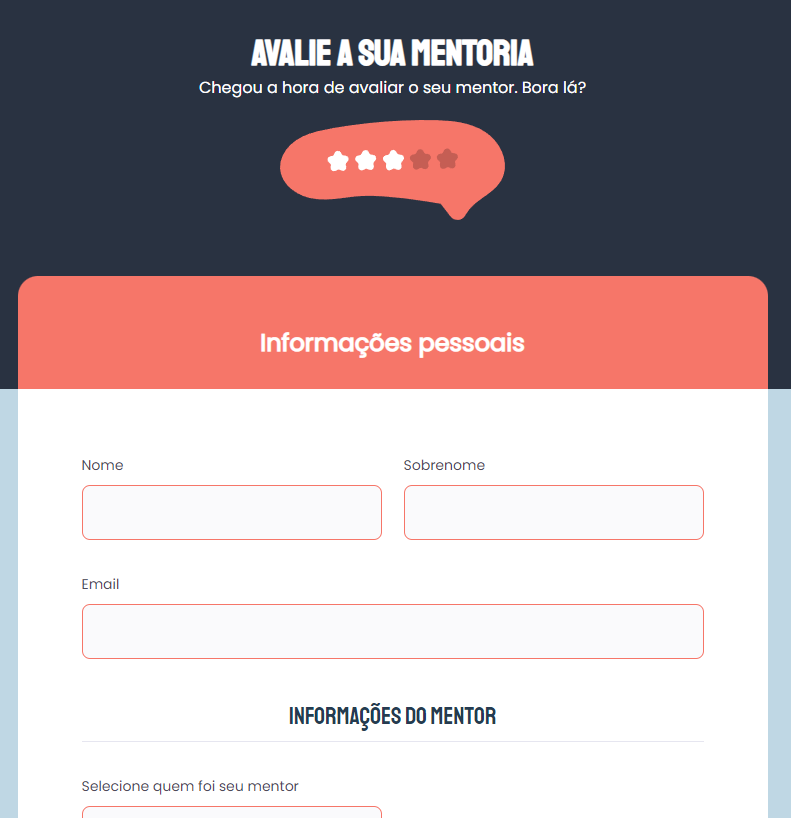 AVALIE A SUA MENTORIA
Chegou a hora de avaliar o seu mentor. Bora lá?
Informações pessoais
Nome
Sobrenome
Email
INFORMAÇÕES DO MENTOR
Selecione quem foi seu mentor